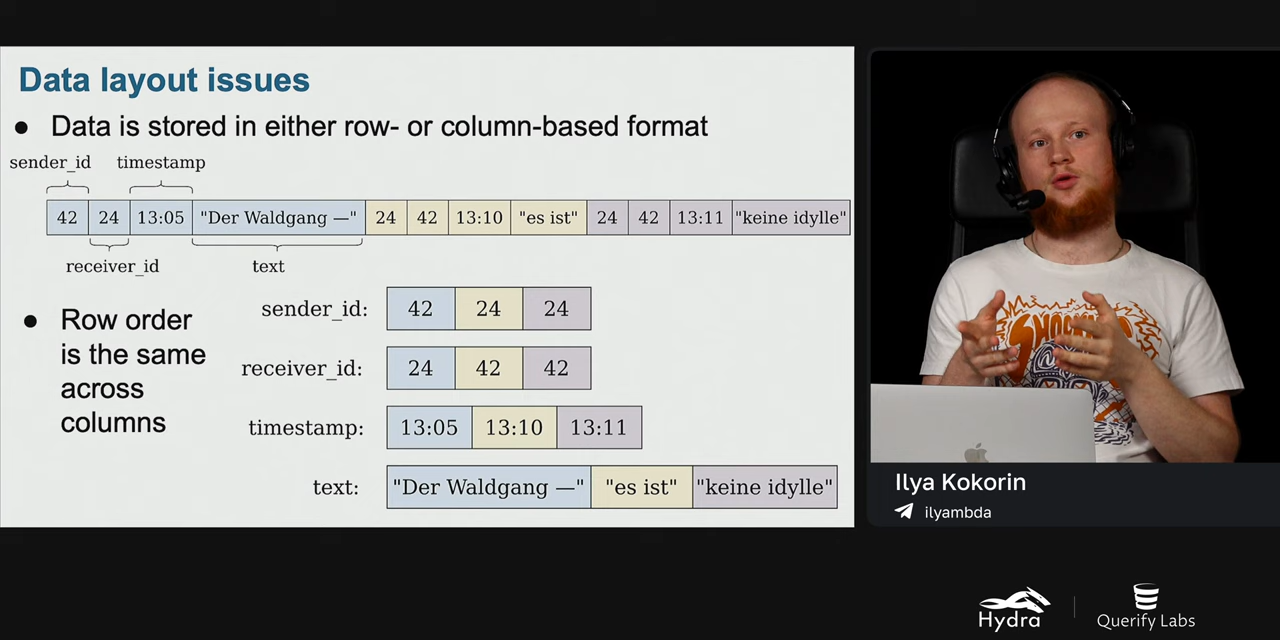 Data layout issues
● Data is stored in either row- or column-based format
sender_id timestamp
42 24 13:05 "Der Waldgang —" 24 42 13:10 "es ist" 24 42 13:11 "keine idylle"
receiver_id text
● Row order
is the same
across
columns
sender_id: 42 24 24
receiver_id: 24 42 42
timestamp: 13:05 13:10 13:11
text: "Der Waldgang —" "es ist" "keine idylle"
Ilya Kokorin
ilyambda
Hydra
Querify Labs